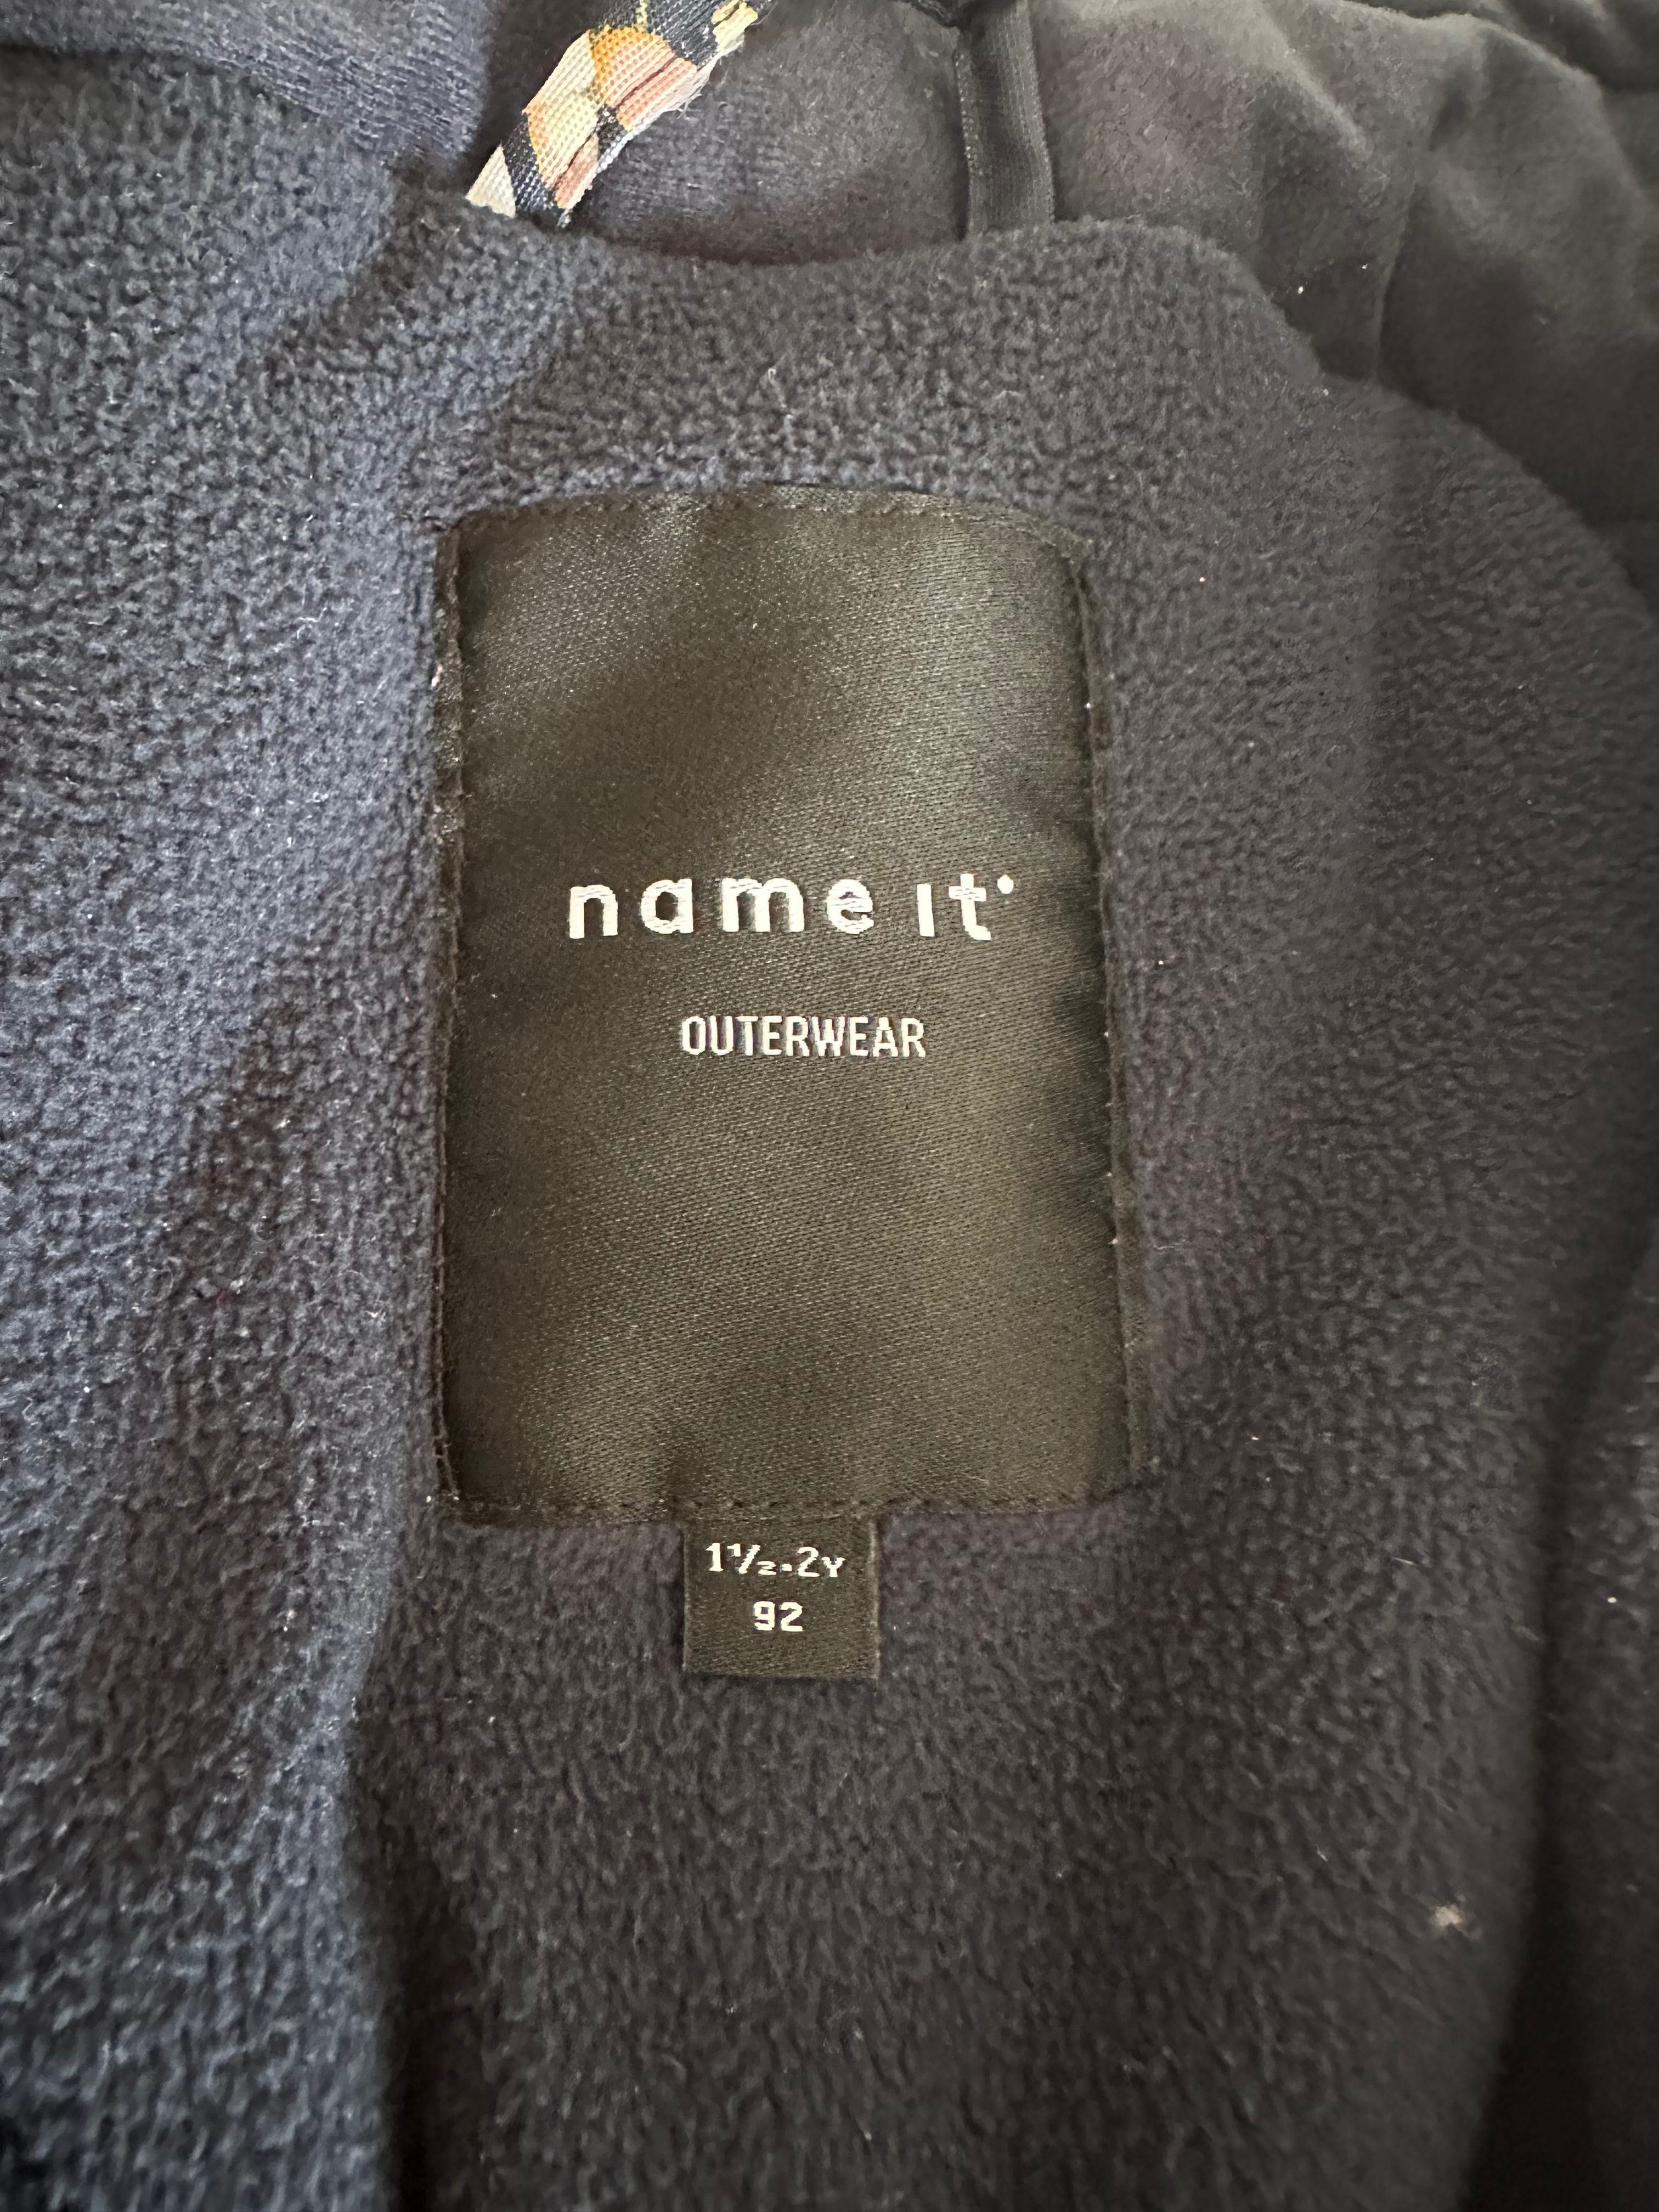 name it
OUTERWEAR
1½-2Y
92